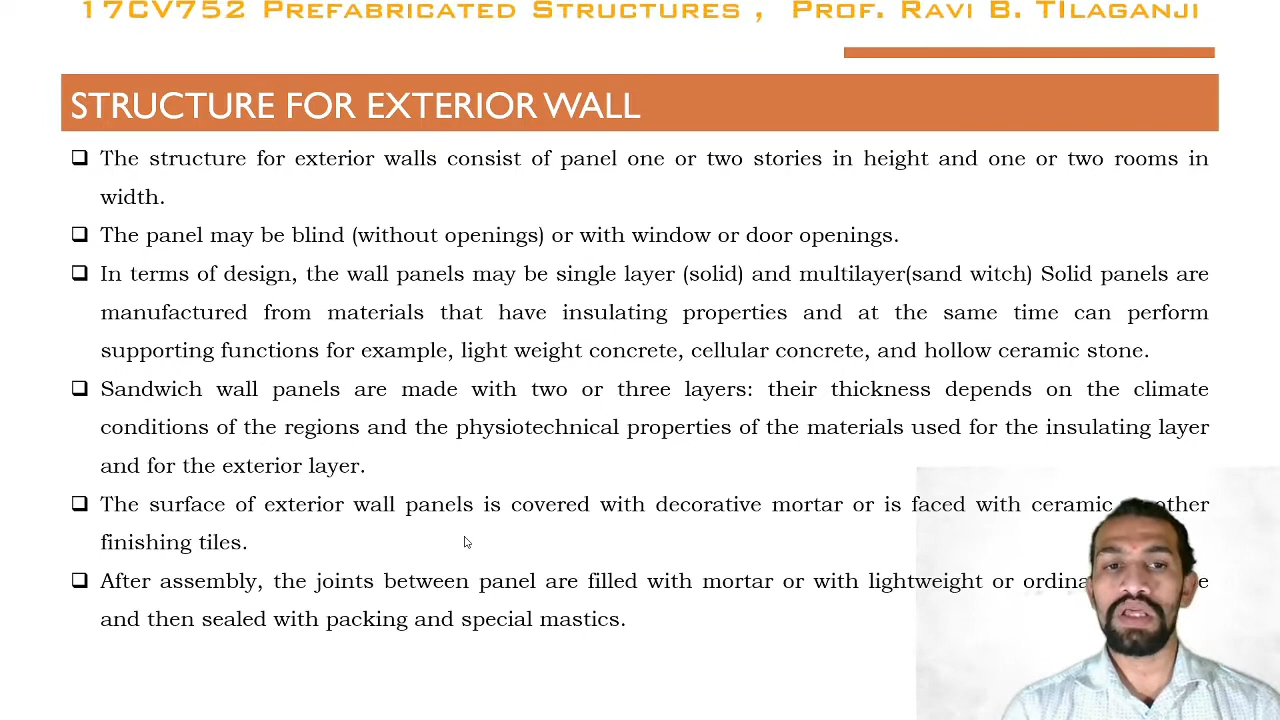 17CV752 Prefabricated Structures , Prof. Ravi B. Tilaganji
STRUCTURE FOR EXTERIOR WALL
The structure for exterior walls consist of panel one or two stories in height and one or two rooms in
width.
The panel may be blind (without openings) or with window or door openings.
In terms of design, the wall panels may be single layer (solid) and multilayer(sand witch) Solid panels are
manufactured from materials that have insulating properties and at the same time can perform
supporting functions for example, light weight concrete, cellular concrete, and hollow ceramic stone.
Sandwich wall panels are made with two or three layers: their thickness depends on the climate
conditions of the regions and the physiotechnical properties of the materials used for the insulating layer
and for the exterior layer.
The surface of exterior wall panels is covered with decorative mortar or is faced with ceramic other
finishing tiles.
After assembly, the joints between panel are filled with mortar or with lightweight or
and then sealed with packing and special mastics.